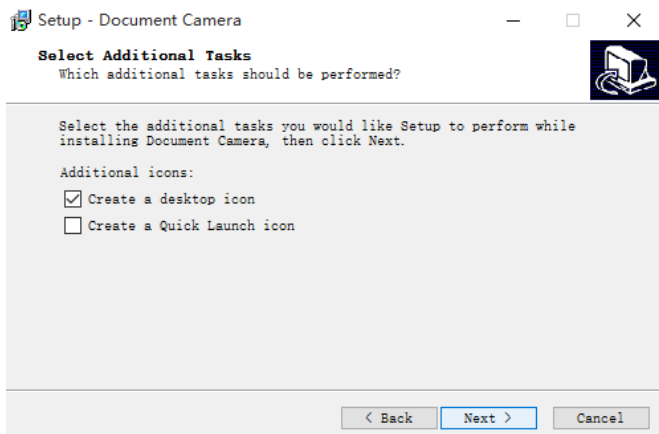 Setup - Document Camera
Select Additional Tasks
Which additional tasks should be performed?
Select the additional tasks you would like Setup to perform while
installing Document Camera, then click Next.
Additional icons:
Create a desktop icon
Create a Quick Launch icon
< Back
Next >
Cancel